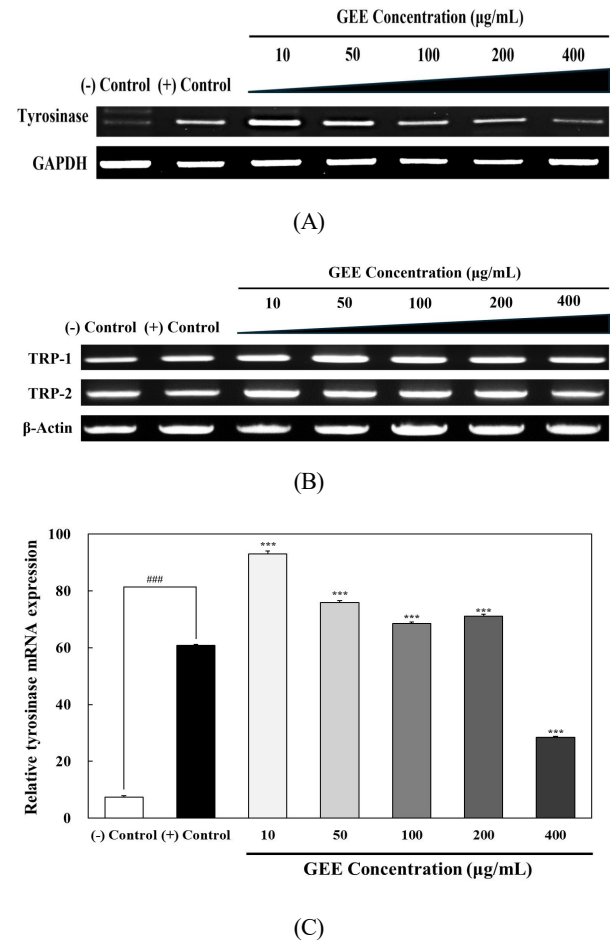 GEE Concentration (μg/mL)
10 50 100 200 400
(-) Control (+) Control
Tyrosinase
GAPDH
(A)
GEE Concentration (μg/mL)
10 50 100 200 400
(-) Control (+) Control
TRP-1
TRP-2
β-Actin
(B)
Relative tyrosinase mRNA expression
100
80
60
40
20
0
###
***
***
***
***
***
(-) Control (+) Control 10 50 100 200 400
GEE Concentration (μg/mL)
(C)